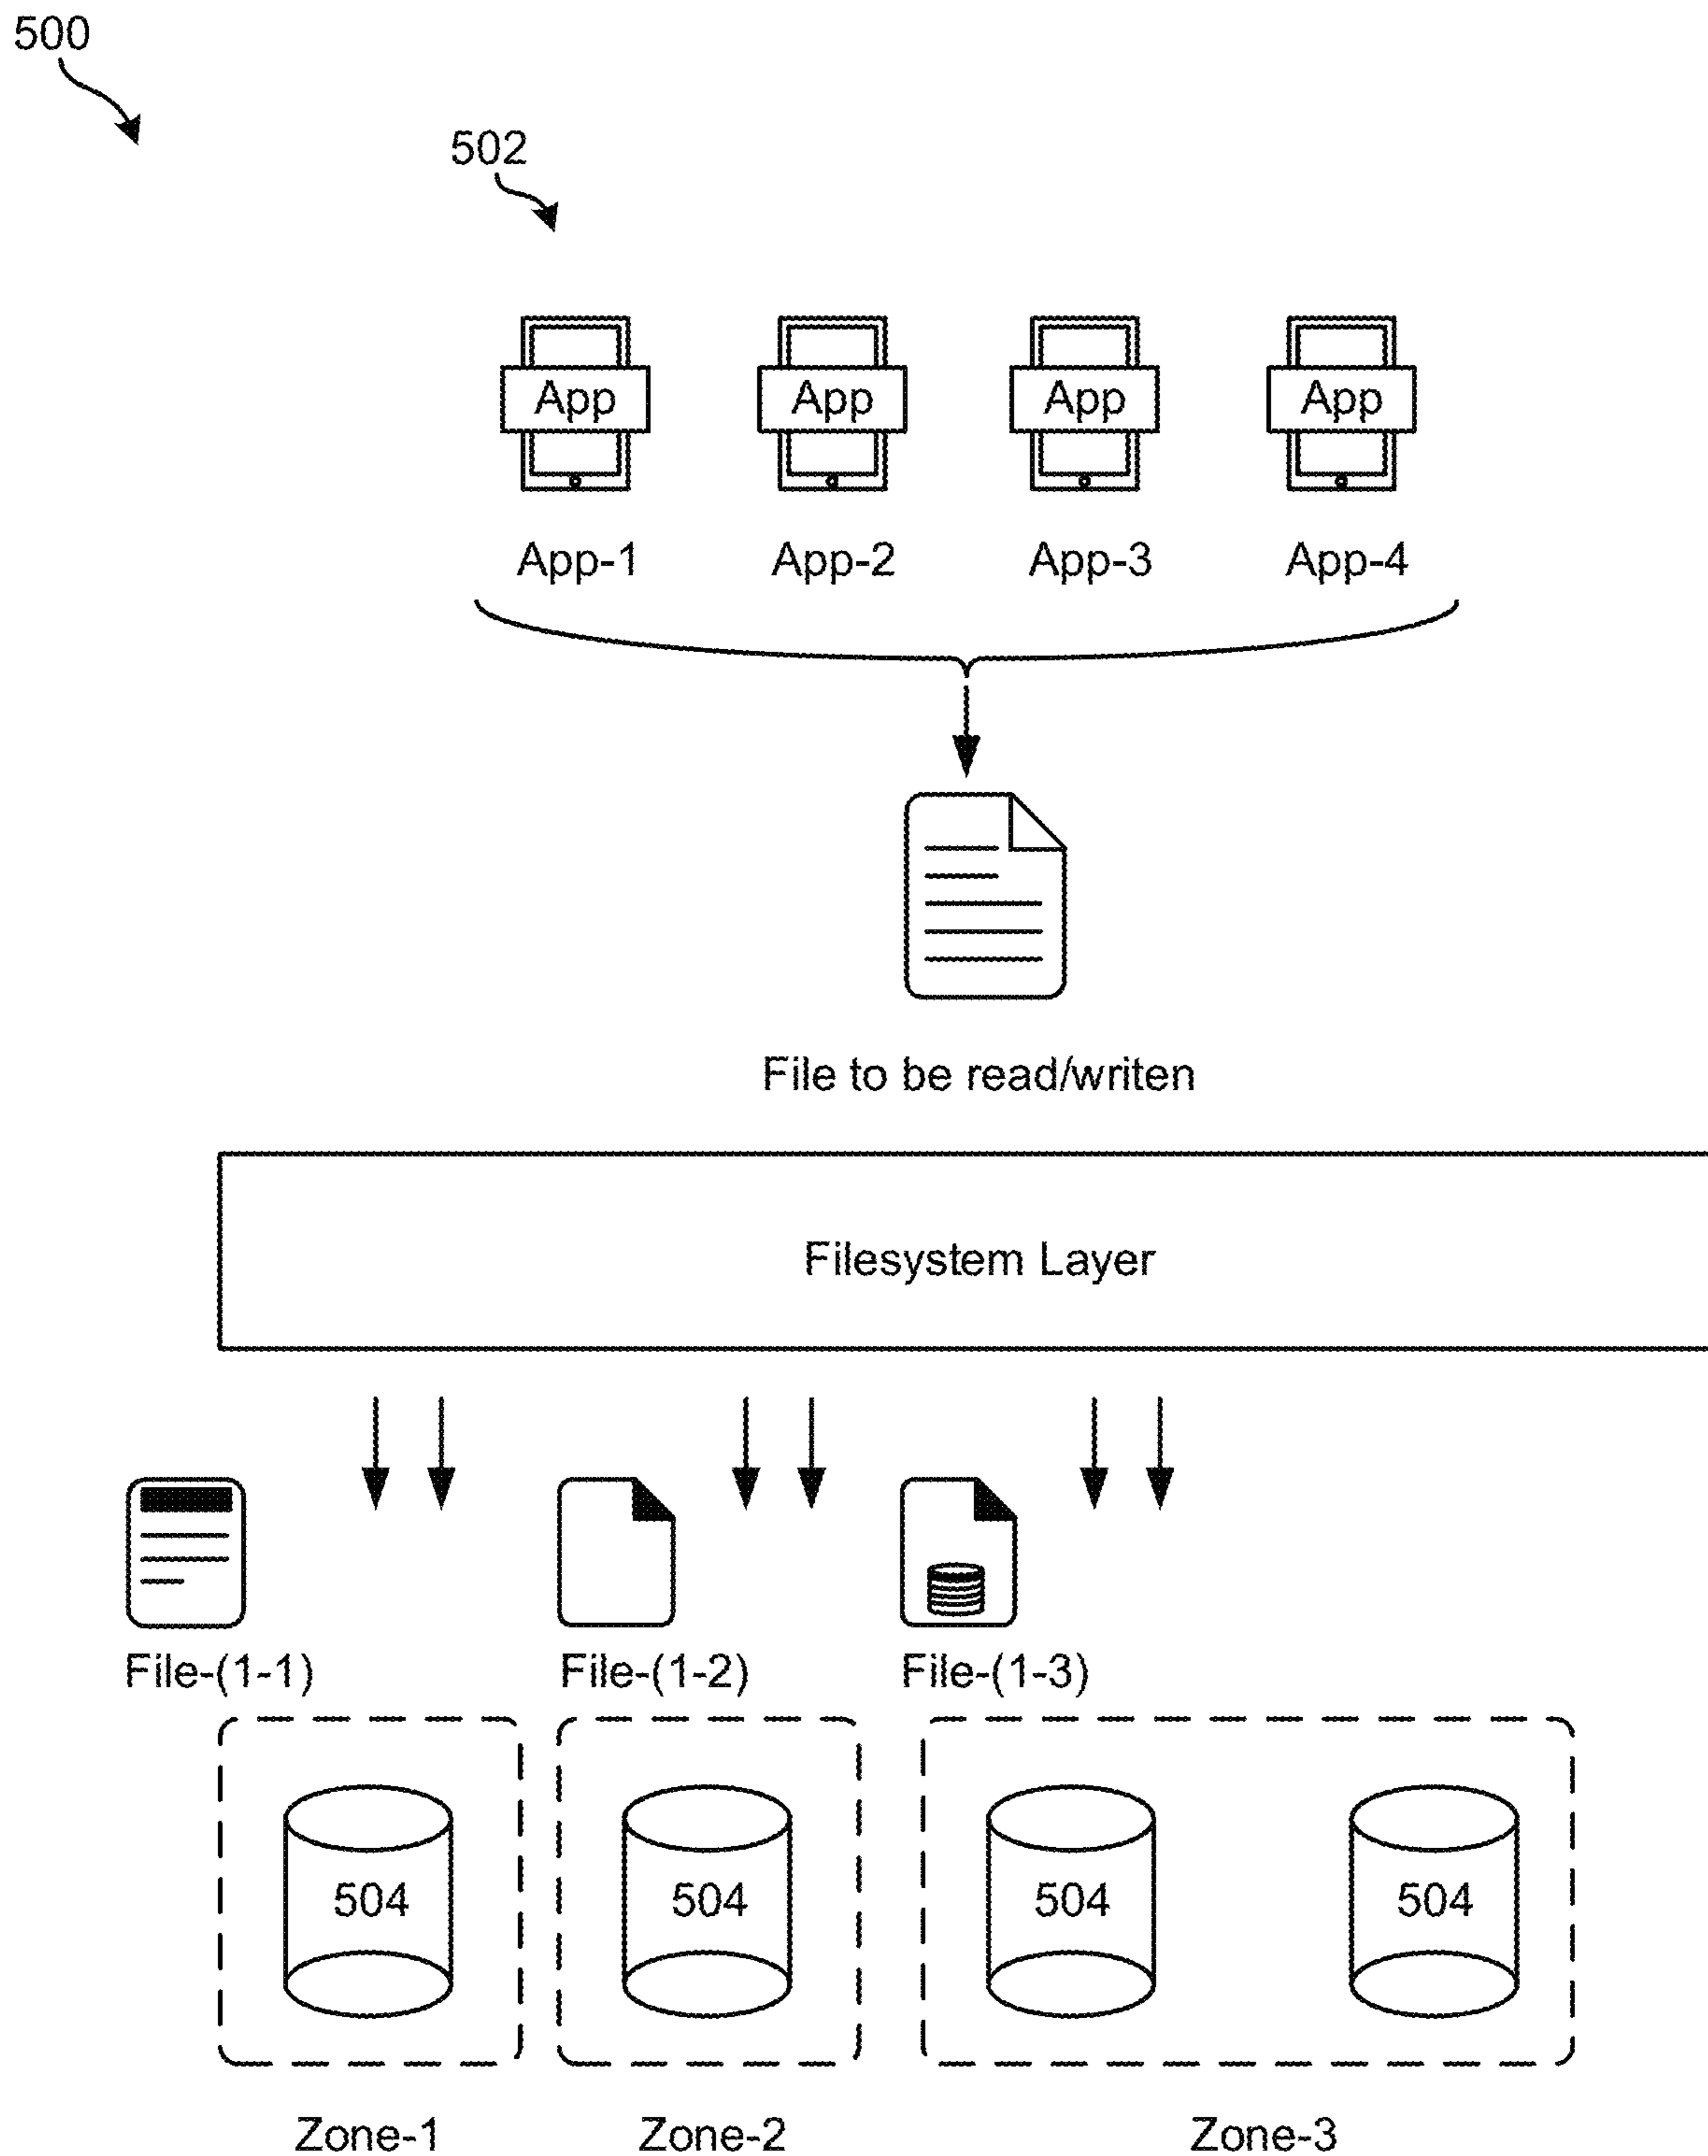 500
502
App App App App
App-1 App-2 App-3 App-4
File to be read/writen
Filesystem Layer
File-(1-1) File-(1-2) File-(1-3)
504 504 504 504
Zone-1 Zone-2 Zone-3